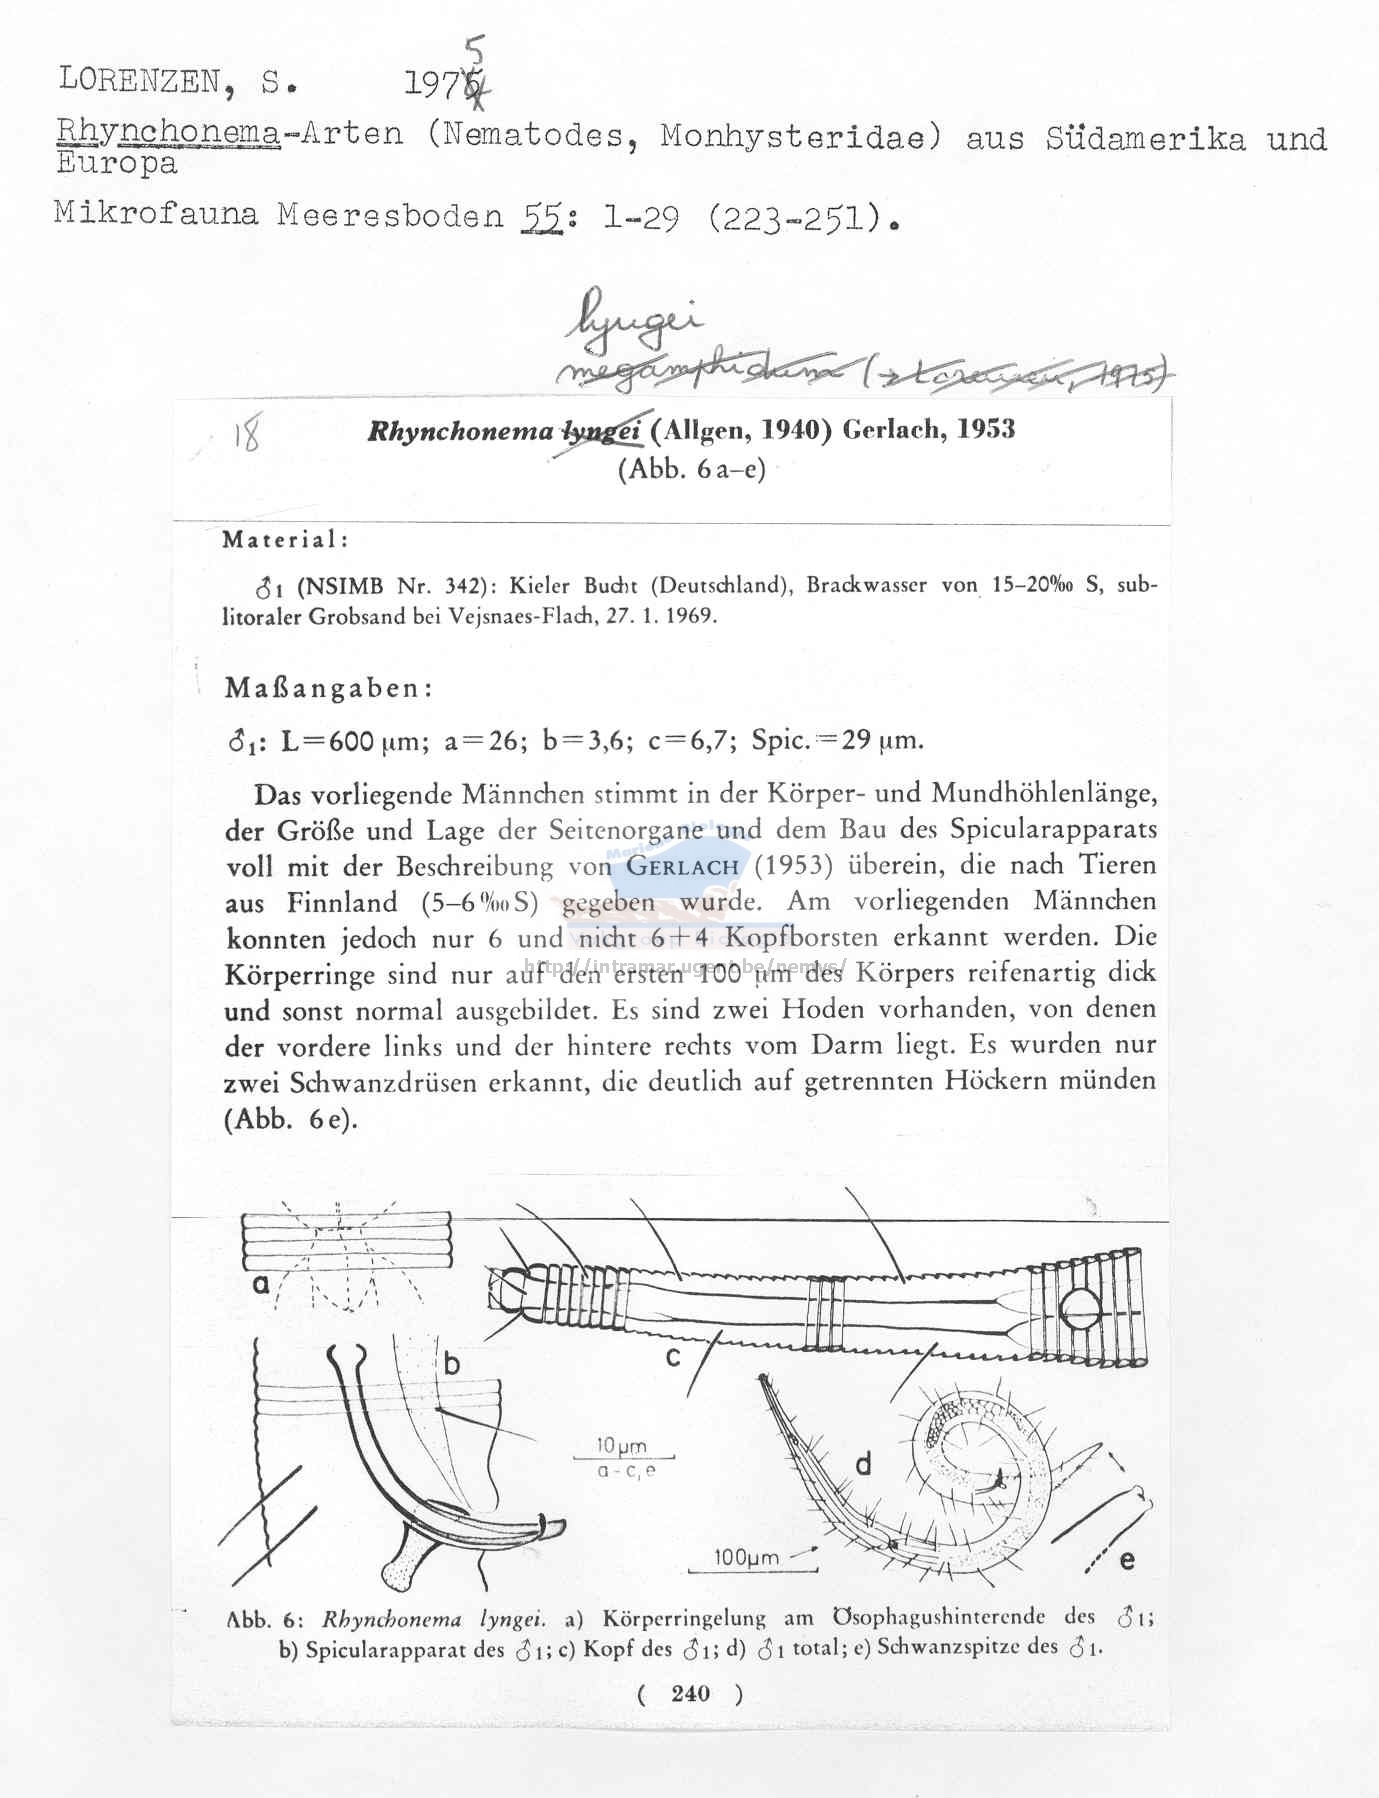 5
LORENZEN, S. 1975
Rhynchonema-Arten (Nematodes, Monhysteridae) aus Südamerika und
Europa
Mikrofauna Meeresboden 55: 1-29 (223-251).
lyngei
megamphidum (→ Lorenzen, 1975)
18
Rhynchonema lyngei (Allgen, 1940) Gerlach, 1953
(Abb. 6 a–e)
Material:
♂1 (NSIMB Nr. 342): Kieler Bucht (Deutschland), Brackwasser von 15–20‰ S, sub-
litoraler Grobsand bei Vejsnaes-Flach, 27. 1. 1969.
Maßangaben:
♂1: L=600 µm; a=26; b=3,6; c=6,7; Spic.=29 µm.
Das vorliegende Männchen stimmt in der Körper- und Mundhöhlenlänge,
der Größe und Lage der Seitenorgane und dem Bau des Spicularapparats
voll mit der Beschreibung von GERLACH (1953) überein, die nach Tieren
aus Finnland (5–6‰ S) gegeben wurde. Am vorliegenden Männchen
konnten jedoch nur 6 und nicht 6+4 Kopfborsten erkannt werden. Die
http://intramar.ugent.be/nemys/
Körperringe sind nur auf den ersten 100 µm des Körpers reifenartig dick
und sonst normal ausgebildet. Es sind zwei Hoden vorhanden, von denen
der vordere links und der hintere rechts vom Darm liegt. Es wurden nur
zwei Schwanzdrüsen erkannt, die deutlich auf getrennten Höckern münden
(Abb. 6 e).
a
b
c
10 µm
a-c, e
d
100µm
e
Abb. 6: Rhynchonema lyngei. a) Körperringelung am Ösophagushinterende des ♂1;
b) Spicularapparat des ♂1; c) Kopf des ♂1; d) ♂1 total; e) Schwanzspitze des ♂1.
( 240 )